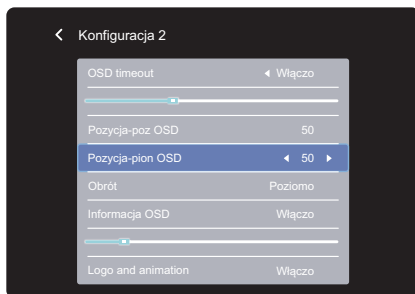 Konfiguracja 2
OSD timeout Włączo
Pozycja-poz OSD 50
Pozycja-pion OSD 50
Obrót Poziomo
Informacja OSD Włączo
Logo and animation Włączo